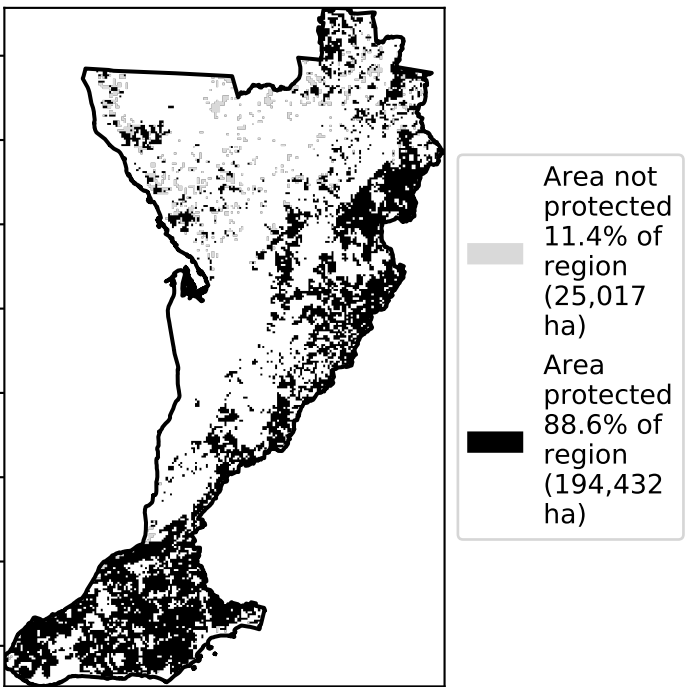 Area not
protected
11.4% of
region
(25,017
ha)
Area
protected
88.6% of
region
(194,432
ha)